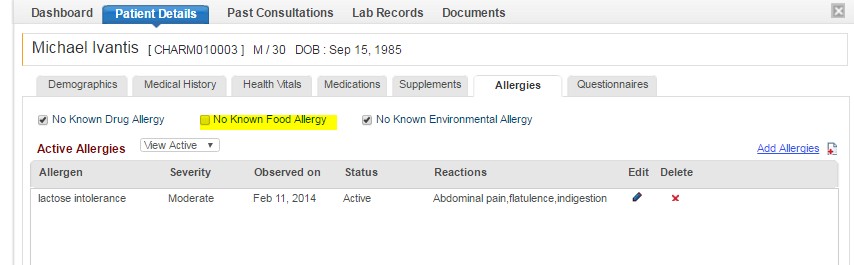 Dashboard Patient Details Past Consultations Lab Records Documents
Michael Ivantis [ CHARM010003 ] M / 30 DOB : Sep 15, 1985
Demographics Medical History Health Vitals Medications Supplements Allergies Questionnaires
No Known Drug Allergy No Known Food Allergy No Known Environmental Allergy
Active Allergies View Active Add Allergies
Allergen Severity Observed on Status Reactions Edit Delete
lactose intolerance Moderate Feb 11, 2014 Active Abdominal pain,flatulence,indigestion